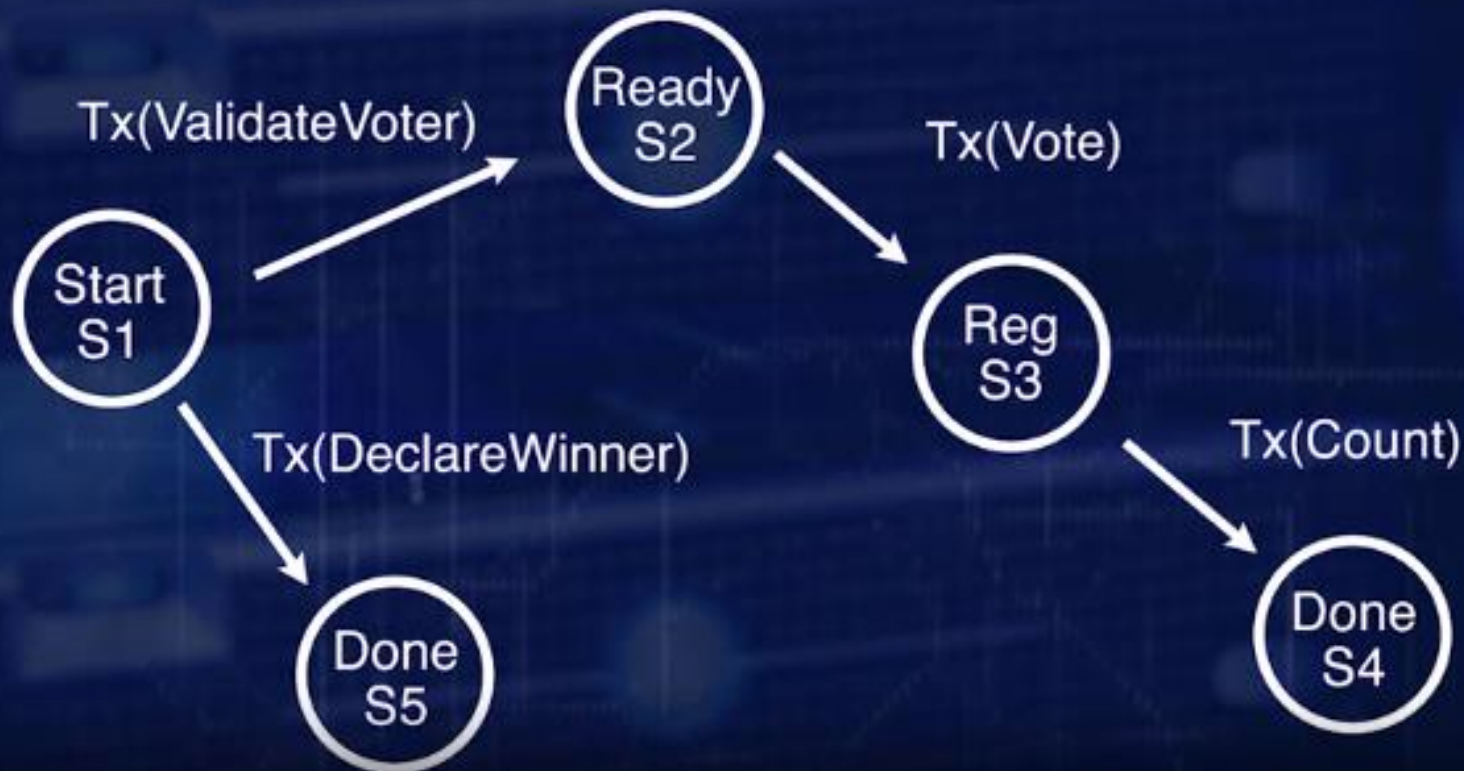 Ready
S2
Tx(ValidateVoter)
Tx(Vote)
Start
S1
Reg
S3
Tx(DeclareWinner)
Tx(Count)
Done
S5
Done
S4